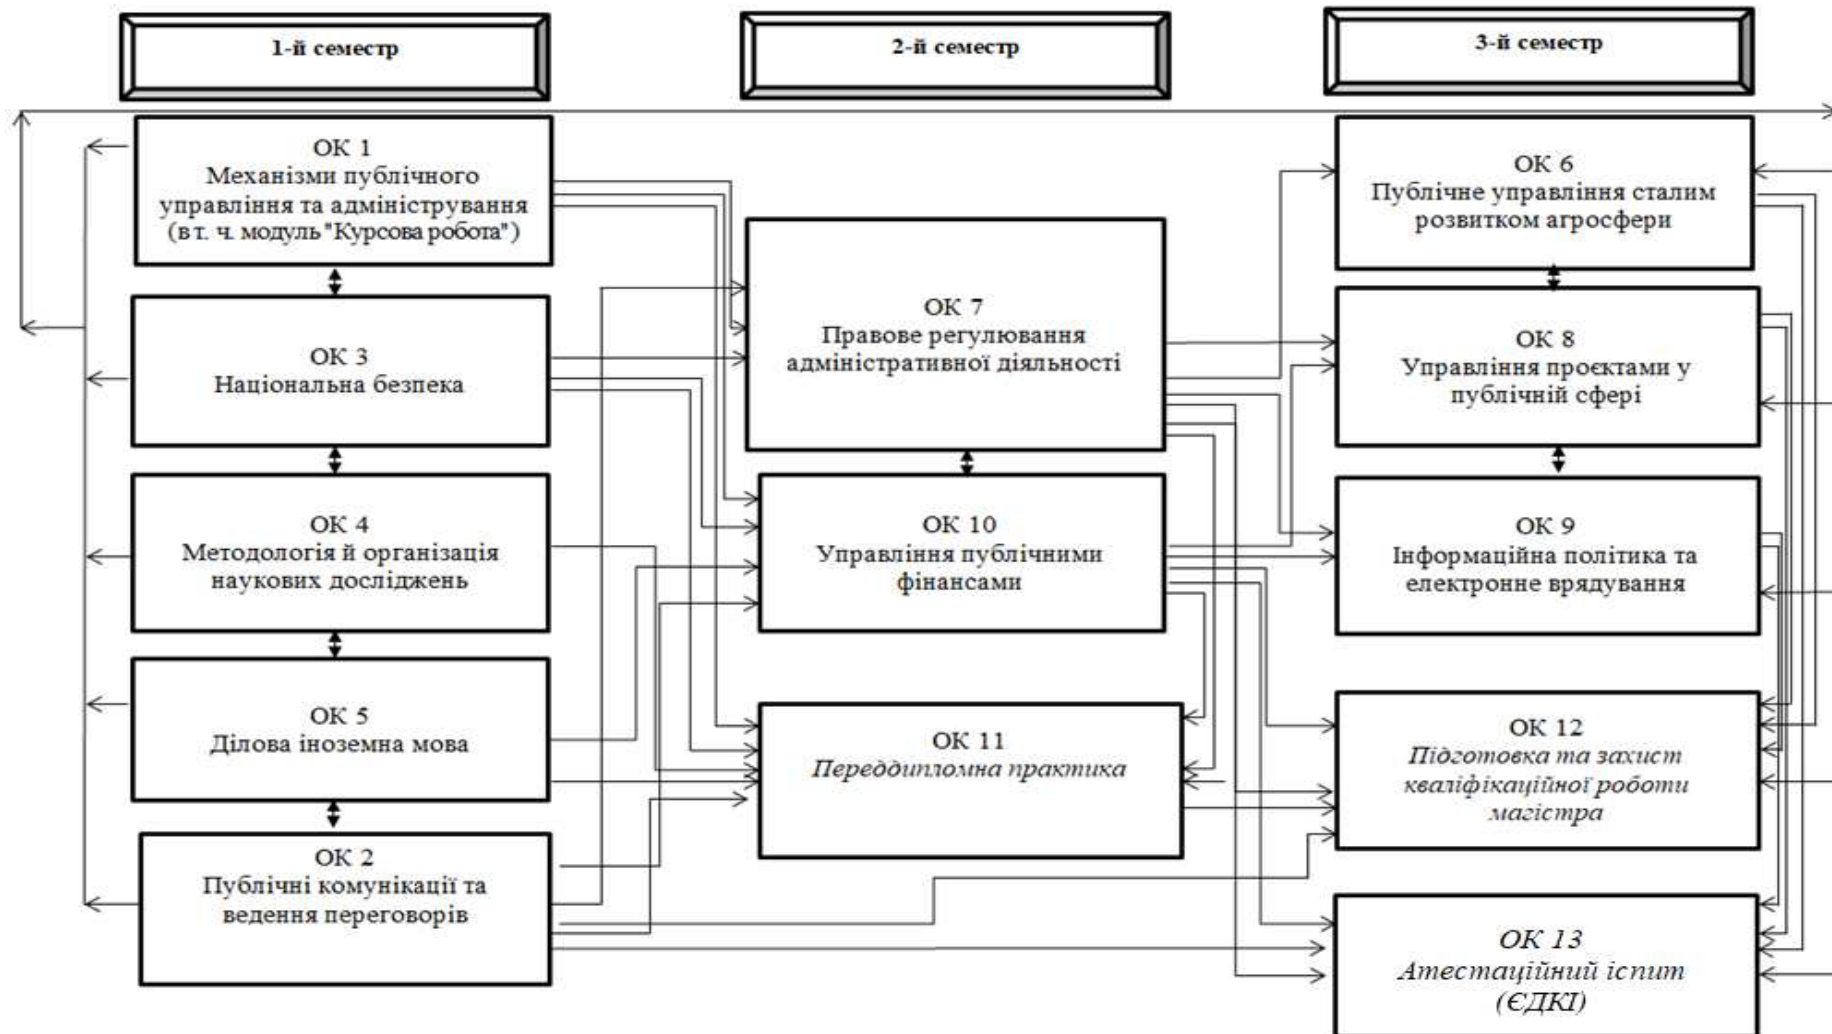 1-й семестр
2-й семестр
3-й семестр
ОК 1
Механізми публічного
управління та адміністрування
(в т. ч. модуль "Курсова робота")
ОК 3
Національна безпека
ОК 4
Методологія й організація
наукових досліджень
ОК 5
Ділова іноземна мова
ОК 2
Публічні комунікації та
ведення переговорів
ОК 7
Правове регулювання
адміністративної діяльності
ОК 10
Управління публічними
фінансами
ОК 11
Переддипломна практика
ОК 6
Публічне управління сталим
розвитком агросфери
ОК 8
Управління проєктами у
публічній сфері
ОК 9
Інформаційна політика та
електронне врядування
ОК 12
Підготовка та захист
кваліфікаційної роботи
магістра
ОК 13
Атестаційний іспит
(ЄДКІ)